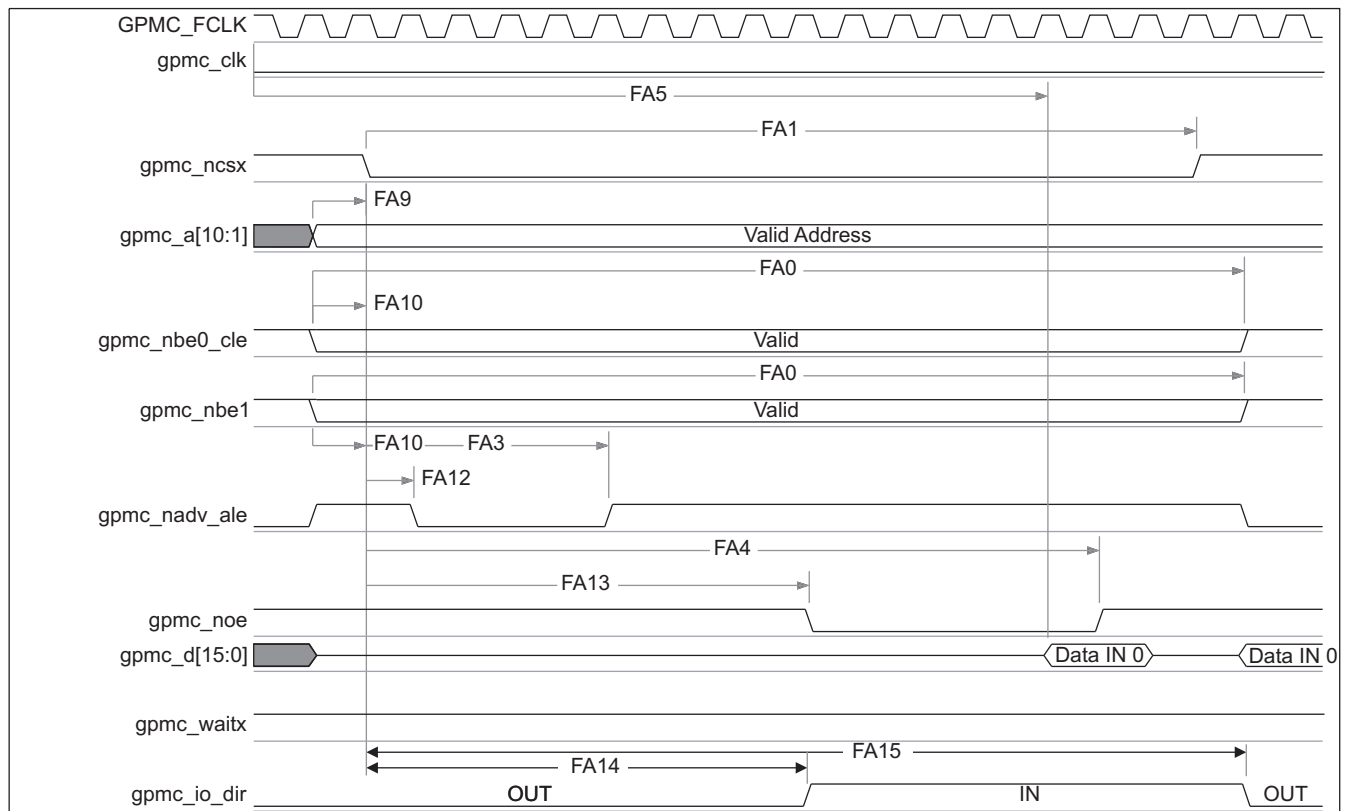 GPMC_FCLK
gpmc_clk
FA5
FA1
gpmc_ncsx
FA9
gpmc_a[10:1] Valid Address
FA0
FA10
gpmc_nbe0_cle Valid
FA0
gpmc_nbe1 Valid
FA10 FA3
FA12
gpmc_nadv_ale
FA4
FA13
gpmc_noe
gpmc_d[15:0] Data IN 0 Data IN 0
gpmc_waitx
FA15
FA14
gpmc_io_dir OUT IN OUT